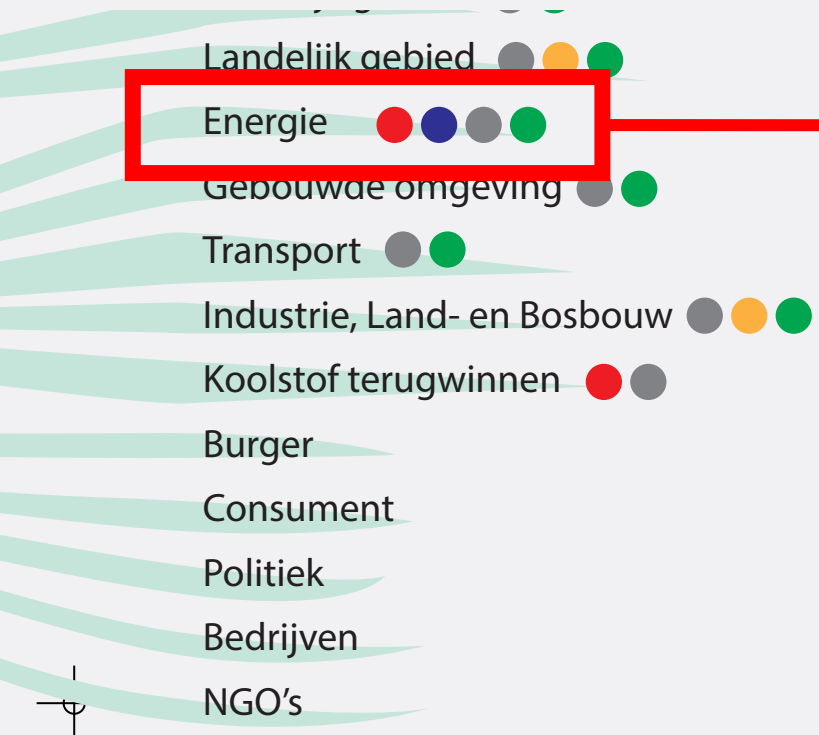 Landelijk gebied
Energie
Gebouwde omgeving
Transport
Industrie, Land- en Bosbouw
Koolstof terugwinnen
Burger
Consument
Politiek
Bedrijven
NGO's